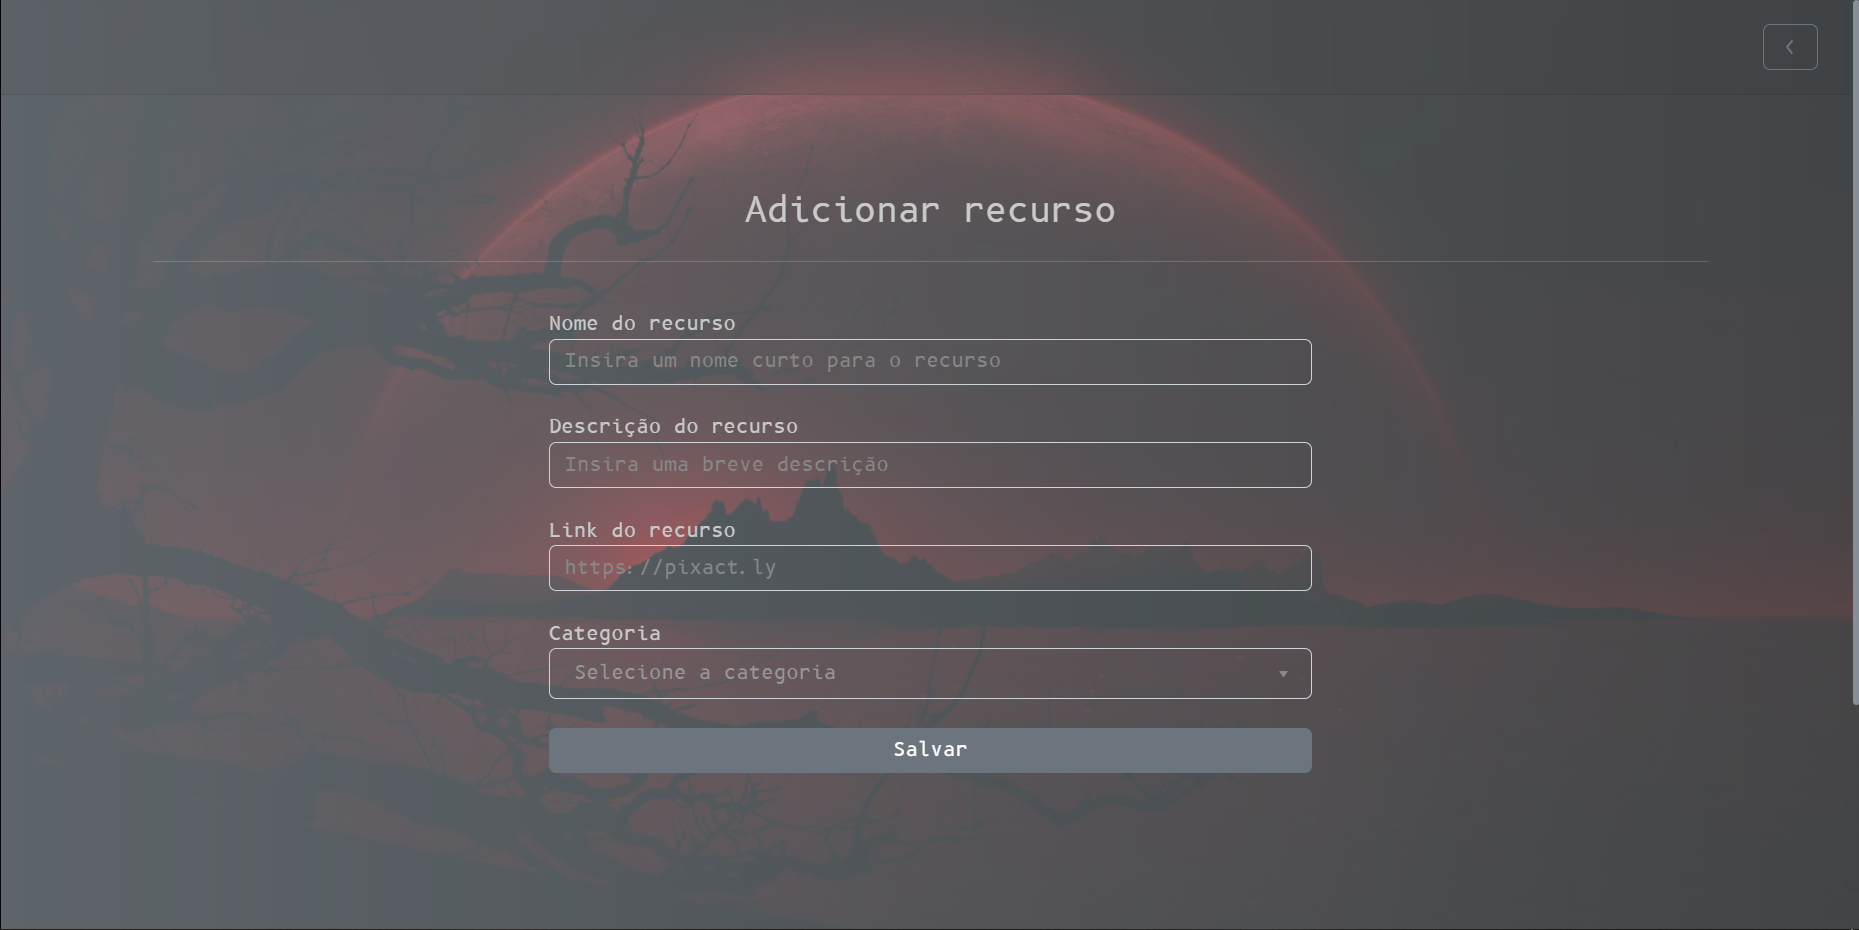 Adicionar recurso
Nome do recurso
Insira um nome curto para o recurso
Descrição do recurso
Insira uma breve descrição
Link do recurso
https://pixact.ly
Categoria
Selecione a categoria
Salvar